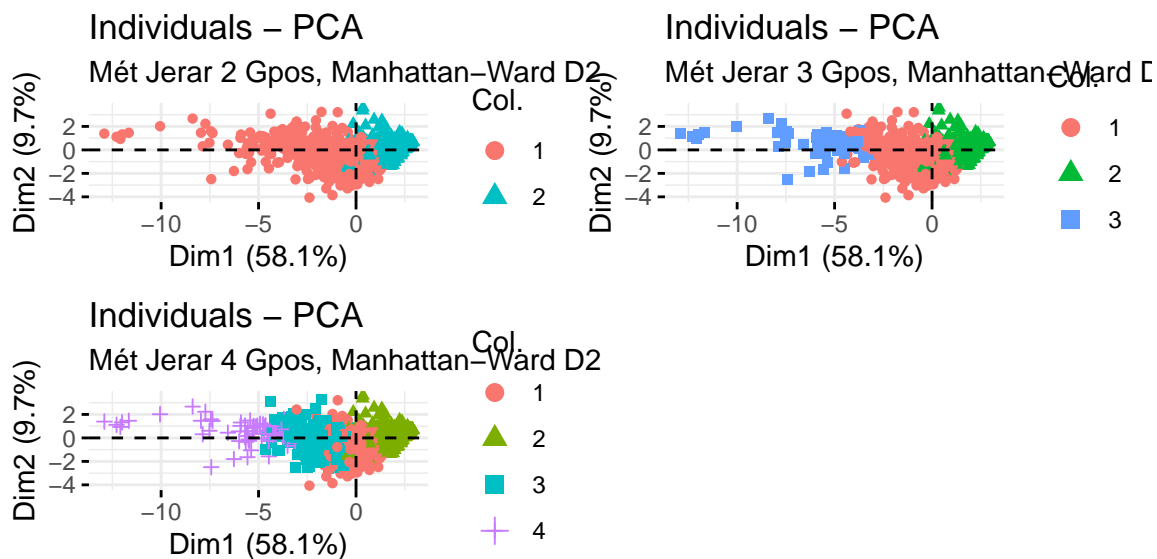 Individuals − PCA
Mét Jerar 2 Gpos, Manhattan−Ward D2
Col.
1
2
Dim2 (9.7%)
2
0
−2
−4
−10
−5
0
Dim1 (58.1%)
Individuals − PCA
Mét Jerar 3 Gpos, Manhattan−Ward D
Col.
1
2
3
Dim2 (9.7%)
2
0
−2
−4
−10
−5
0
Dim1 (58.1%)
Individuals − PCA
Mét Jerar 4 Gpos, Manhattan−Ward D2
Col.
1
2
3
4
Dim2 (9.7%)
2
0
−2
−4
−10
−5
0
Dim1 (58.1%)